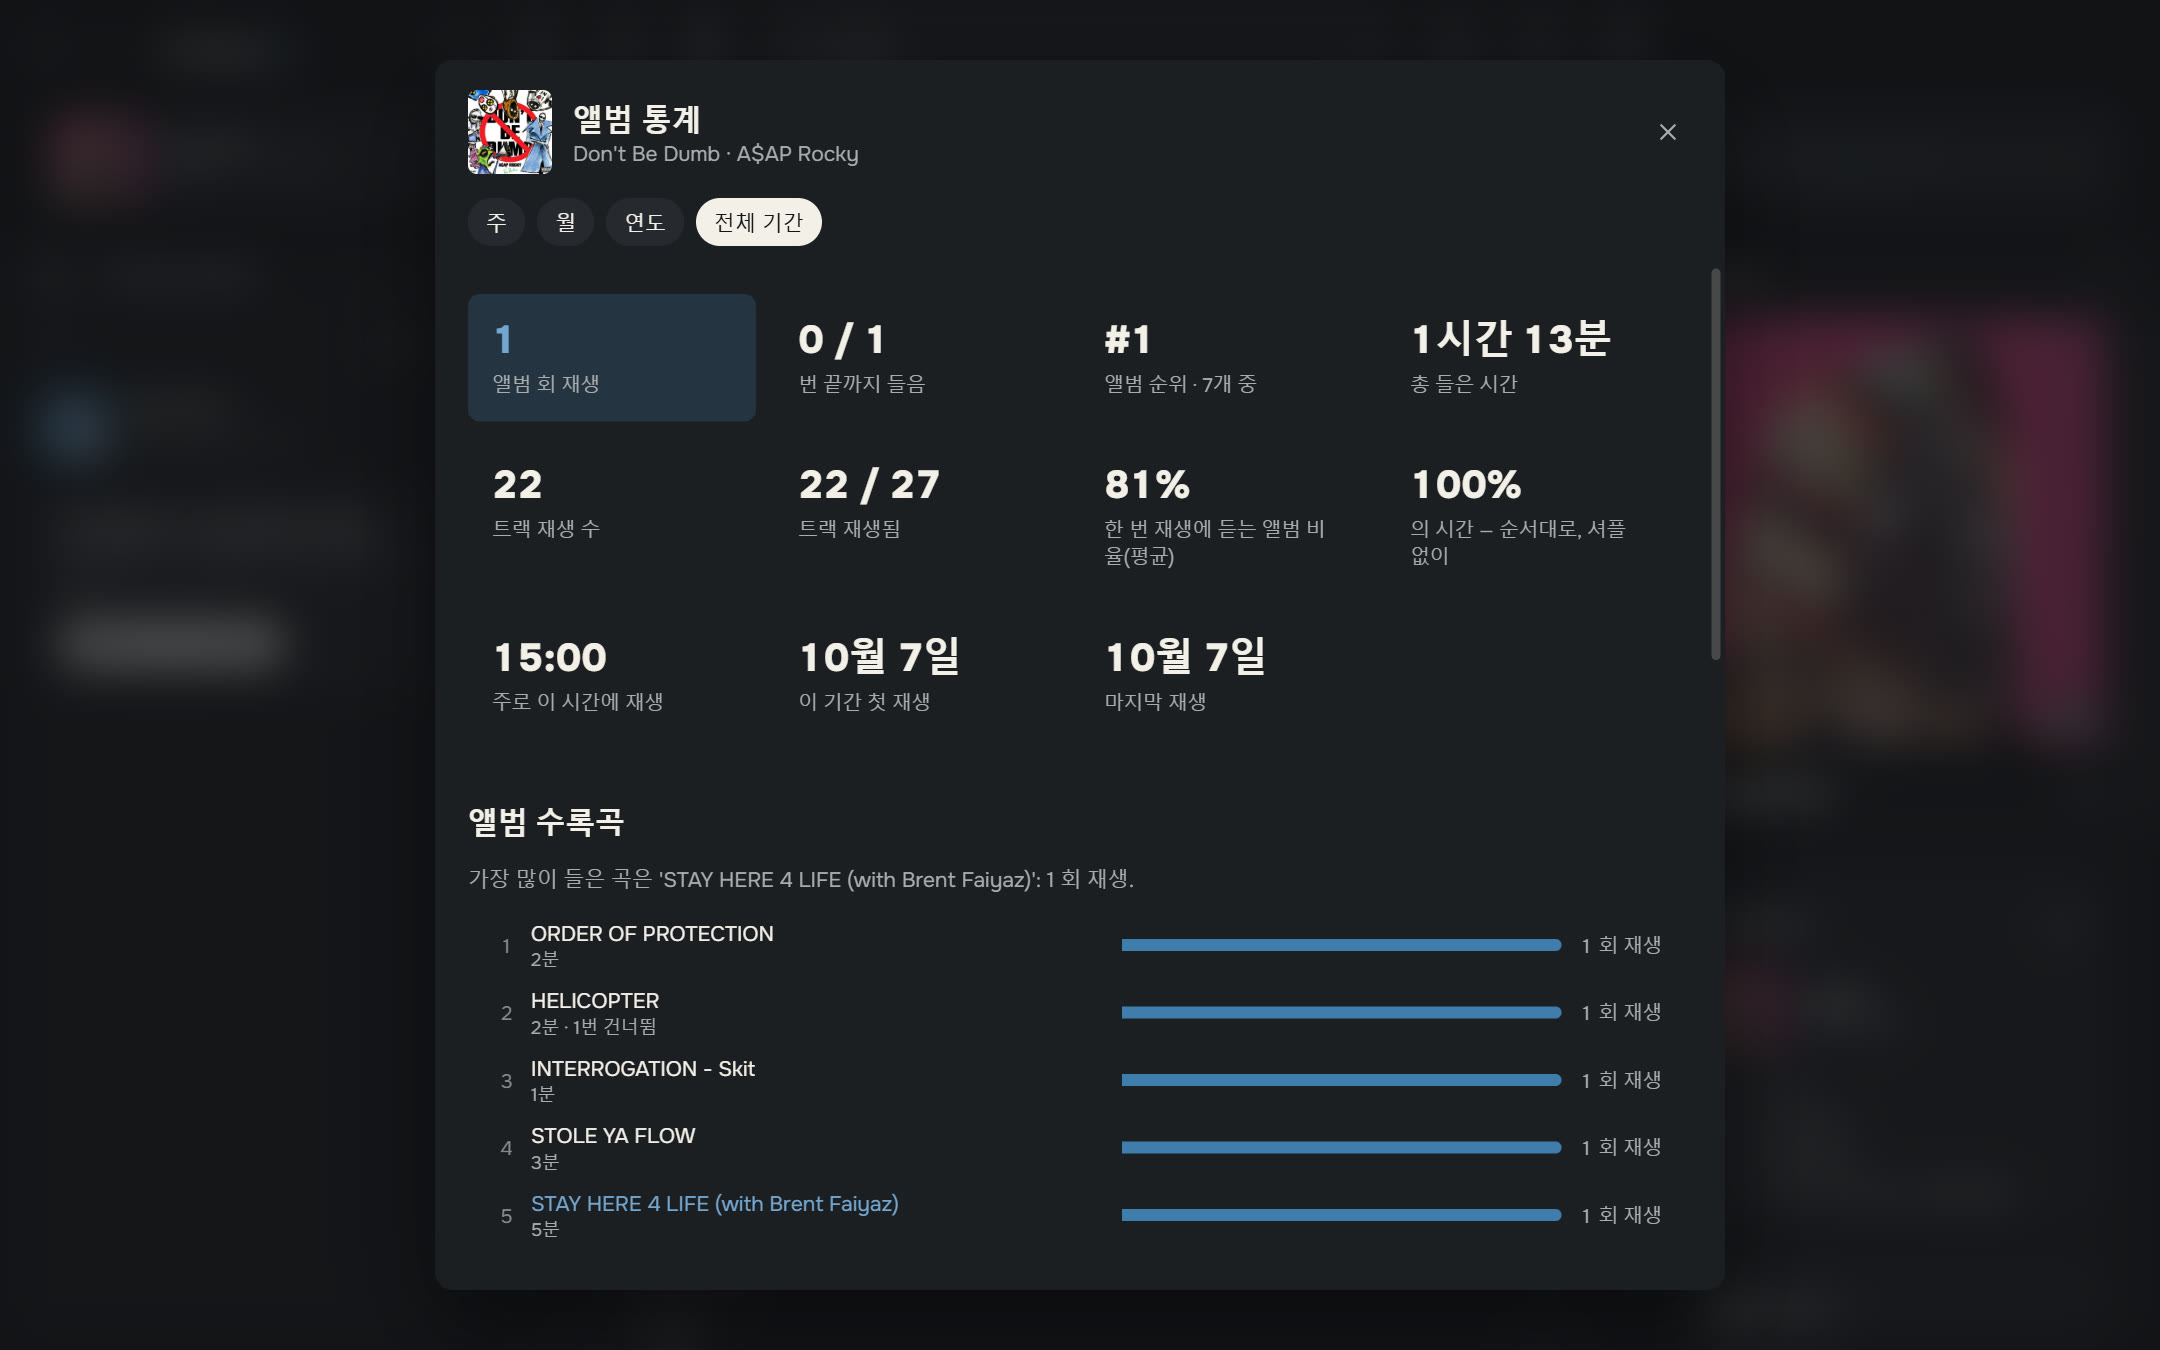 앨범 통계
Don't Be Dumb · A$AP Rocky
주
월
연도
전체 기간
1
앨범 회 재생
0 / 1
번 끝까지 들음
#1
앨범 순위 · 7개 중
1시간 13분
총 들은 시간
22
트랙 재생 수
22 / 27
트랙 재생됨
81%
한 번 재생에 듣는 앨범 비
율(평균)
100%
의 시간 – 순서대로, 셔플
없이
15:00
주로 이 시간에 재생
10월 7일
이 기간 첫 재생
10월 7일
마지막 재생
앨범 수록곡
가장 많이 들은 곡은 'STAY HERE 4 LIFE (with Brent Faiyaz)': 1 회 재생.
1
ORDER OF PROTECTION
2분
1 회 재생
2
HELICOPTER
2분 · 1번 건너뜀
1 회 재생
3
INTERROGATION - Skit
1분
1 회 재생
4
STOLE YA FLOW
3분
1 회 재생
5
STAY HERE 4 LIFE (with Brent Faiyaz)
5분
1 회 재생